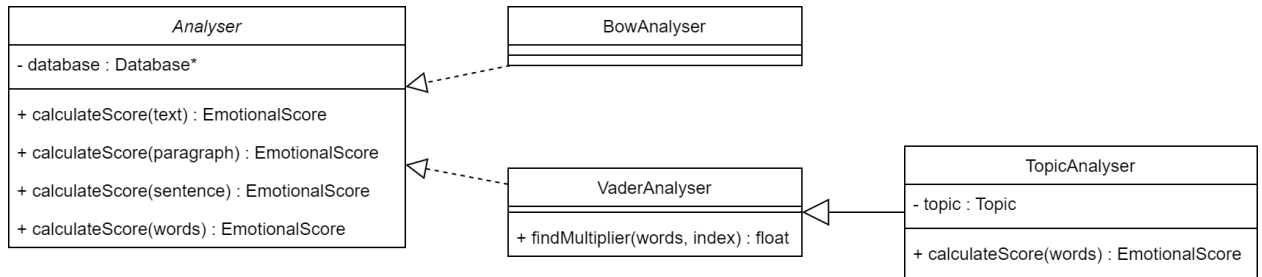 Analyser
- database : Database*
+ calculateScore(text) : EmotionalScore
+ calculateScore(paragraph) : EmotionalScore
+ calculateScore(sentence) : EmotionalScore
+ calculateScore(words) : EmotionalScore
BowAnalyser
VaderAnalyser
+ findMultiplier(words, index) : float
TopicAnalyser
- topic : Topic
+ calculateScore(words) : EmotionalScore